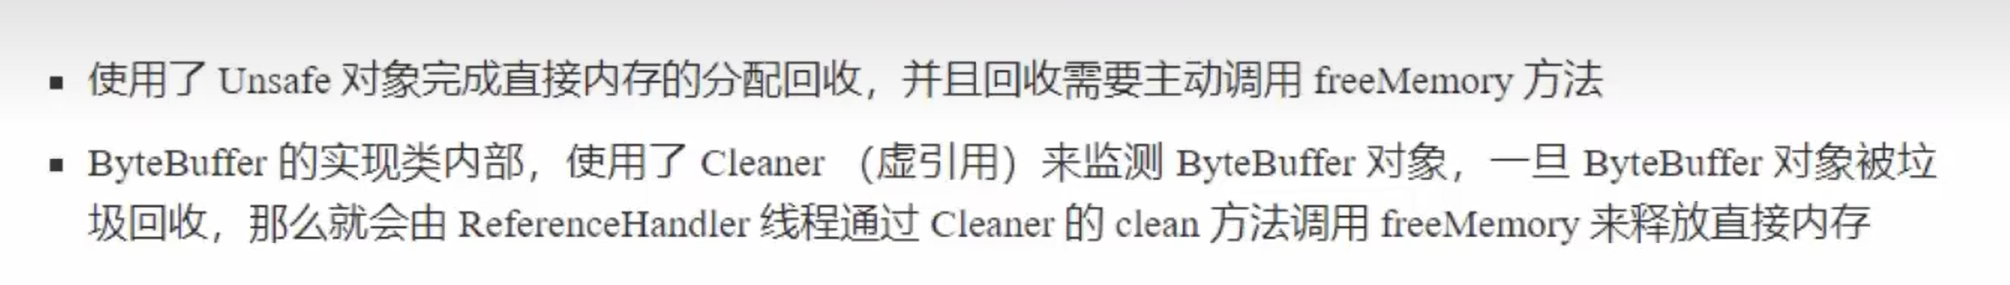 ▪ 使用了 Unsafe 对象完成直接内存的分配回收，并且回收需要主动调用 freeMemory 方法
▪ ByteBuffer 的实现类内部，使用了 Cleaner （虚引用）来监测 ByteBuffer 对象，一旦 ByteBuffer 对象被垃
圾回收，那么就会由 ReferenceHandler 线程通过 Cleaner 的 clean 方法调用 freeMemory 来释放直接内存